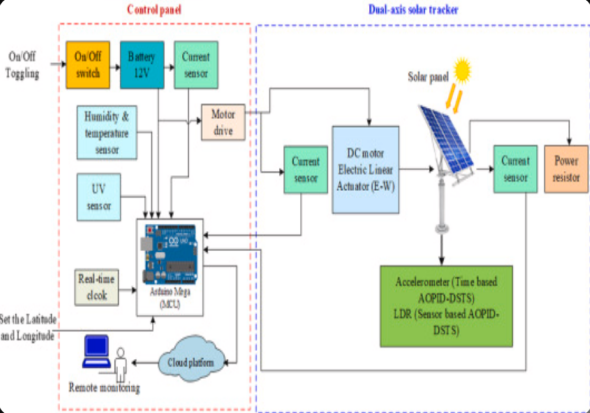 Control panel
Dual-axis solar tracker
On/Off
Toggling
On/Off
switch
Battery
12V
Current
sensor
Solar panel
Humidity &
temperature
sensor
Motor
drive
Current
sensor
DC motor
Electric Linear
Actuator (E-W)
Current
sensor
Power
resistor
UV
sensor
Real-time
clock
Arduino Mega
(MCU)
Accelerometer (Time based
AOPID-DSTS)
LDR (Sensor based AOPID-
DSTS)
Set the Latitude
and Longitude
Cloud platform
Remote monitoring